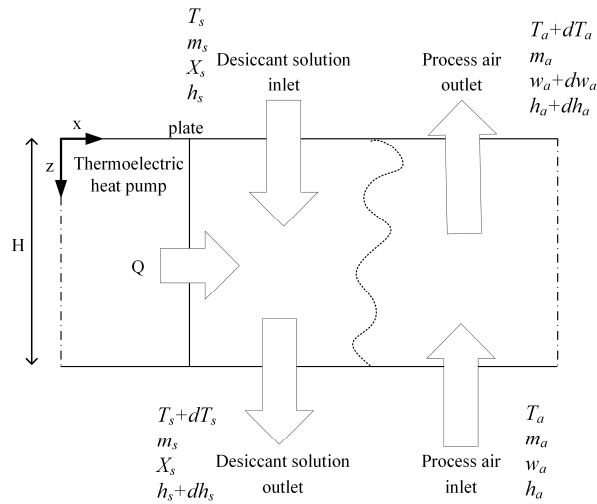 T_s
m_s
X_s
h_s
Desiccant solution
inlet
Process air
outlet
T_a+dT_a
m_a
w_a+dw_a
h_a+dh_a
x
plate
z
Thermoelectric
heat pump
H
Q
T_s+dT_s
m_s
X_s
h_s+dh_s
Desiccant solution
outlet
Process air
inlet
T_a
m_a
w_a
h_a